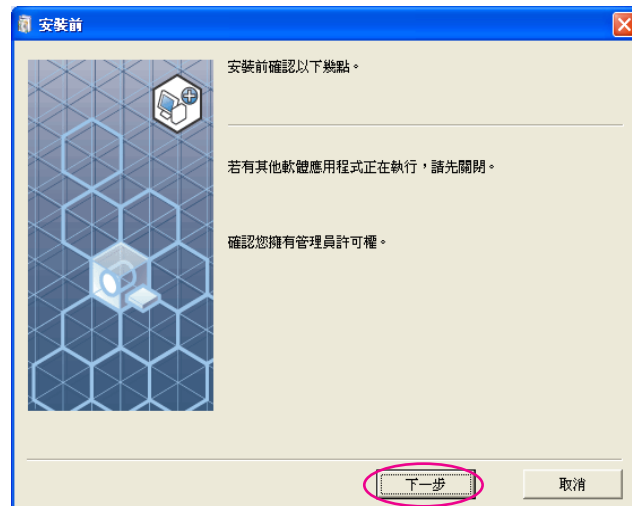 安裝前
安裝前確認以下幾點。
若有其他軟體應用程式正在執行，請先關閉。
確認您擁有管理員許可權。
下一步
取消